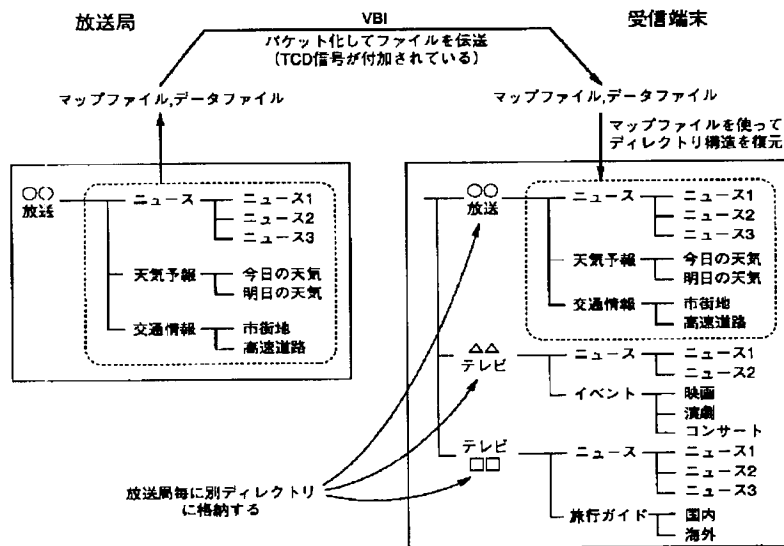 放送局
VBI
受信端末
パケット化してファイルを伝送
(TCD信号が付加されている)
マップファイル,データファイル
マップファイル,データファイル
マップファイルを使って
ディレクトリ構造を復元
○○
放送
ニュース
ニュース1
ニュース2
ニュース3
天気予報
今日の天気
明日の天気
交通情報
市街地
高速道路
○○
放送
ニュース
ニュース1
ニュース2
ニュース3
天気予報
今日の天気
明日の天気
交通情報
市街地
高速道路
△△
テレビ
ニュース
ニュース1
ニュース2
イベント
映画
演劇
コンサート
テレビ
□□
ニュース
ニュース1
ニュース2
ニュース3
旅行ガイド
国内
海外
放送局毎に別ディレクトリ
に格納する